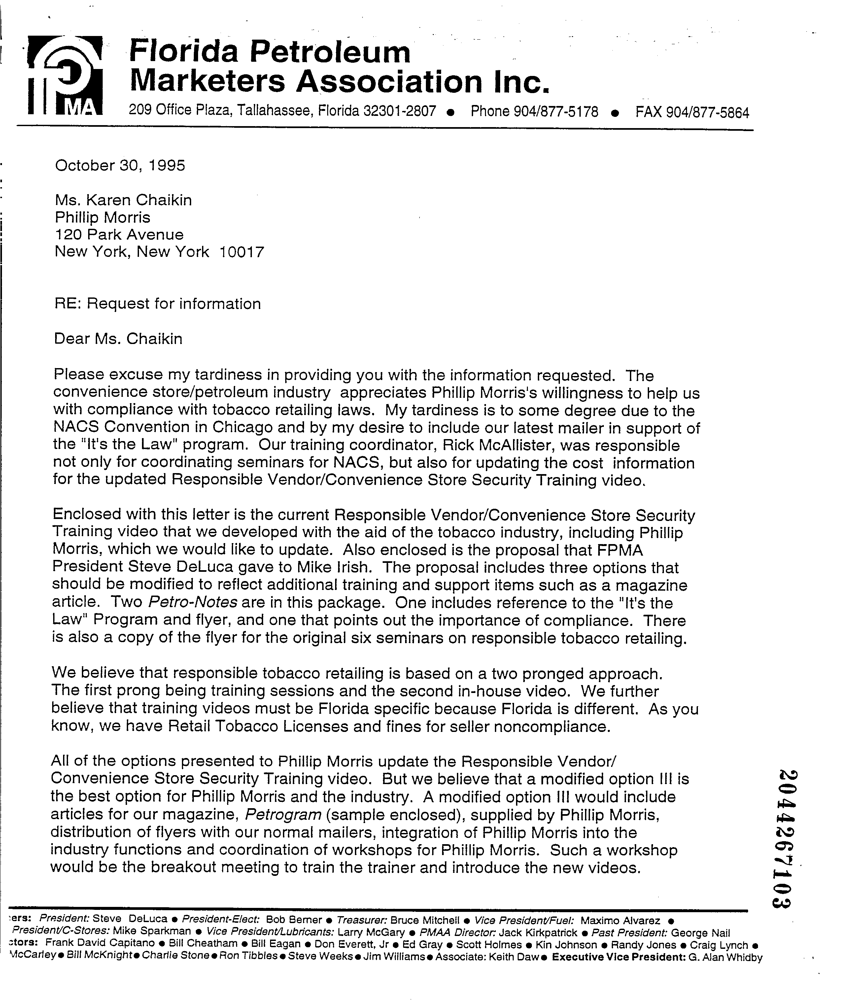 PMA
Florida Petroleum
Marketers Association Inc.
209 Office Plaza, Tallahassee, Florida 32301-2807 ● Phone 904/877-5178 ● FAX 904/877-5864
October 30, 1995
Ms. Karen Chaikin
Phillip Morris
120 Park Avenue
New York, New York 10017
RE: Request for information
Dear Ms. Chaikin
Please excuse my tardiness in providing you with the information requested. The
convenience store/petroleum industry appreciates Phillip Morris's willingness to help us
with compliance with tobacco retailing laws. My tardiness is to some degree due to the
NACS Convention in Chicago and by my desire to include our latest mailer in support of
the "It's the Law" program. Our training coordinator, Rick McAllister, was responsible
not only for coordinating seminars for NACS, but also for updating the cost information
for the updated Responsible Vendor/Convenience Store Security Training video.
Enclosed with this letter is the current Responsible Vendor/Convenience Store Security
Training video that we developed with the aid of the tobacco industry, including Phillip
Morris, which we would like to update. Also enclosed is the proposal that FPMA
President Steve DeLuca gave to Mike Irish. The proposal includes three options that
should be modified to reflect additional training and support items such as a magazine
article. Two Petro-Notes are in this package. One includes reference to the "It's the
Law" Program and flyer, and one that points out the importance of compliance. There
is also a copy of the flyer for the original six seminars on responsible tobacco retailing.
We believe that responsible tobacco retailing is based on a two pronged approach.
The first prong being training sessions and the second in-house video. We further
believe that training videos must be Florida specific because Florida is different. As you
know, we have Retail Tobacco Licenses and fines for seller noncompliance.
All of the options presented to Phillip Morris update the Responsible Vendor/
Convenience Store Security Training video. But we believe that a modified option III is
the best option for Phillip Morris and the industry. A modified option III would include
articles for our magazine, Petrogram (sample enclosed), supplied by Phillip Morris,
distribution of flyers with our normal mailers, integration of Phillip Morris into the
industry functions and coordination of workshops for Phillip Morris. Such a workshop
would be the breakout meeting to train the trainer and introduce the new videos.
2044267103
ers: President: Steve DeLuca ● President-Elect: Bob Berner ● Treasurer: Bruce Mitchell ● Vice President/Fuel: Maximo Alvarez ●
President/C-Stores: Mike Sparkman ● Vice President/Lubricants: Larry McGary ● PMAA Director: Jack Kirkpatrick ● Past President: George Nail
ctors: Frank David Capitano ● Bill Cheatham ● Bill Eagan ● Don Everett, Jr ● Ed Gray ● Scott Holmes ● Kin Johnson ● Randy Jones ● Craig Lynch ●
McCarley ● Bill McKnight ● Charlie Stone ● Ron Tibbles ● Steve Weeks ● Jim Williams ● Associate: Keith Daw ● Executive Vice President: G. Alan Whidby